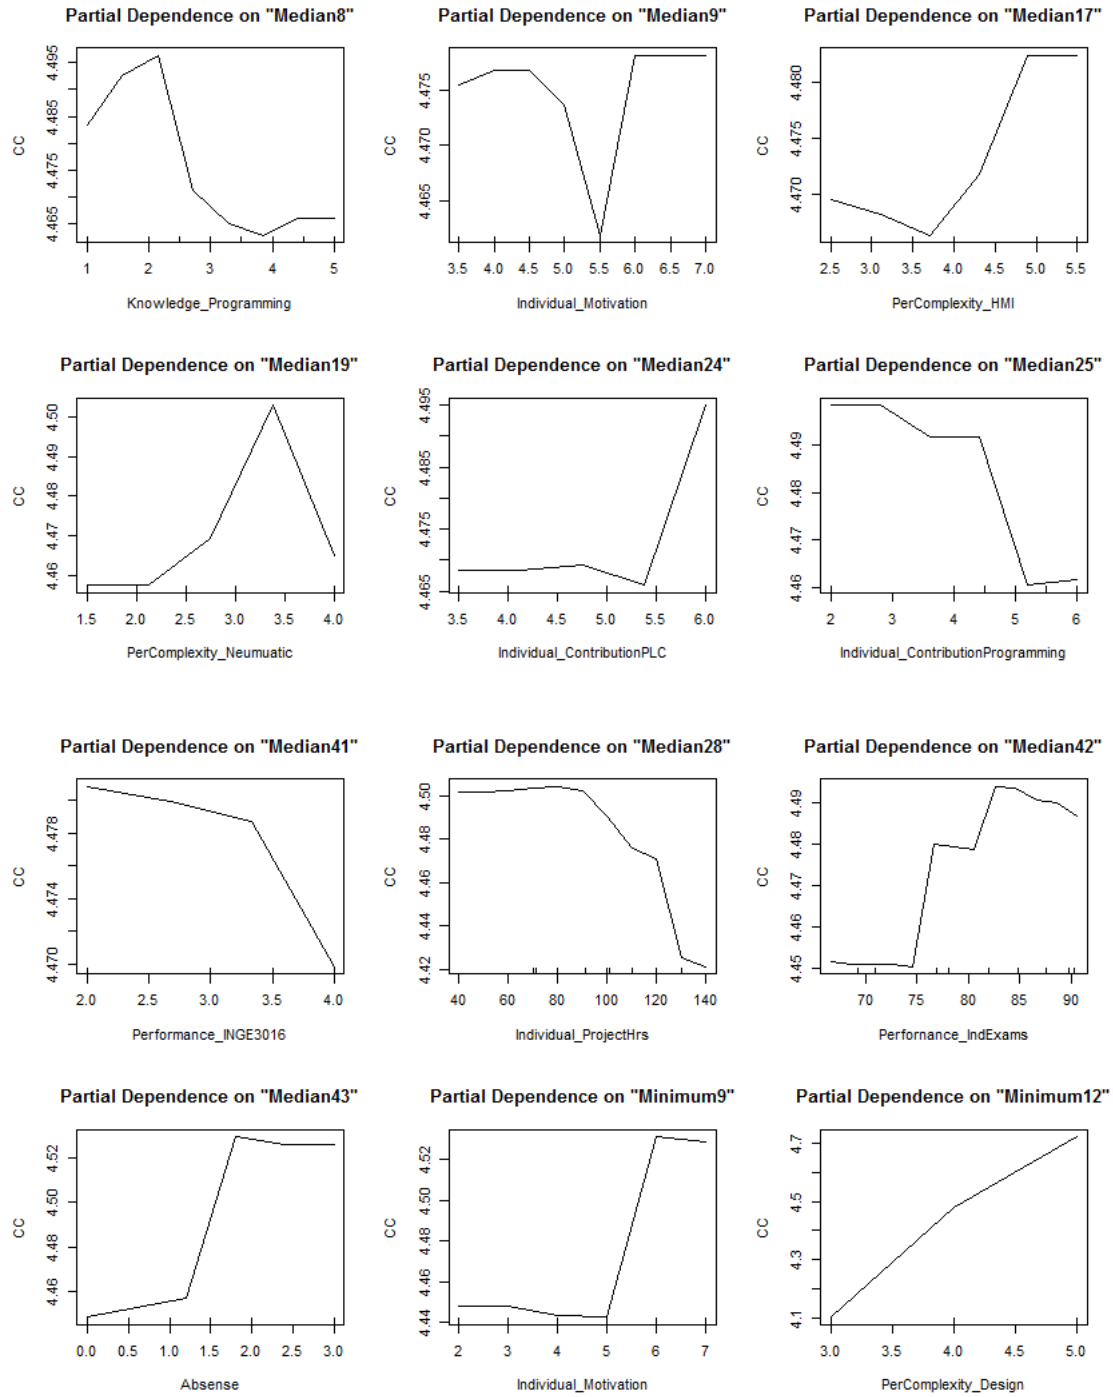 Partial Dependence on "Median8"
4.465 4.475 4.485 4.495
CC
1 2 3 4 5
Knowledge_Programming
Partial Dependence on "Median9"
4.465 4.470 4.475
CC
3.5 4.0 4.5 5.0 5.5 6.0 6.5 7.0
Individual_Motivation
Partial Dependence on "Median17"
4.470 4.475 4.480
CC
2.5 3.0 3.5 4.0 4.5 5.0 5.5
PerComplexity_HMI
Partial Dependence on "Median19"
4.46 4.47 4.48 4.49 4.50
CC
1.5 2.0 2.5 3.0 3.5 4.0
PerComplexity_Neumuatic
Partial Dependence on "Median24"
4.465 4.475 4.485 4.495
CC
3.5 4.0 4.5 5.0 5.5 6.0
Individual_ContributionPLC
Partial Dependence on "Median25"
4.46 4.47 4.48 4.49
CC
2 3 4 5 6
Individual_ContributionProgramming
Partial Dependence on "Median41"
4.470 4.474 4.478
CC
2.0 2.5 3.0 3.5 4.0
Performance_INGE3016
Partial Dependence on "Median28"
4.42 4.44 4.46 4.48 4.50
CC
40 60 80 100 120 140
Individual_ProjectHrs
Partial Dependence on "Median42"
4.45 4.46 4.47 4.48 4.49
CC
70 75 80 85 90
Perfornance_IndExams
Partial Dependence on "Median43"
4.46 4.48 4.50 4.52
CC
0.0 0.5 1.0 1.5 2.0 2.5 3.0
Absense
Partial Dependence on "Minimum9"
4.44 4.46 4.48 4.50 4.52
CC
2 3 4 5 6 7
Individual_Motivation
Partial Dependence on "Minimum12"
4.1 4.3 4.5 4.7
CC
3.0 3.5 4.0 4.5 5.0
PerComplexity_Design